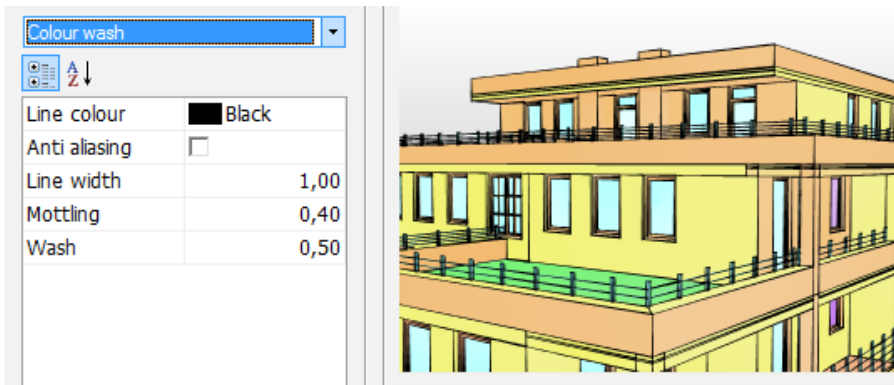 Colour wash
A
Z
Line colour Black
Anti aliasing
Line width 1,00
Mottling 0,40
Wash 0,50